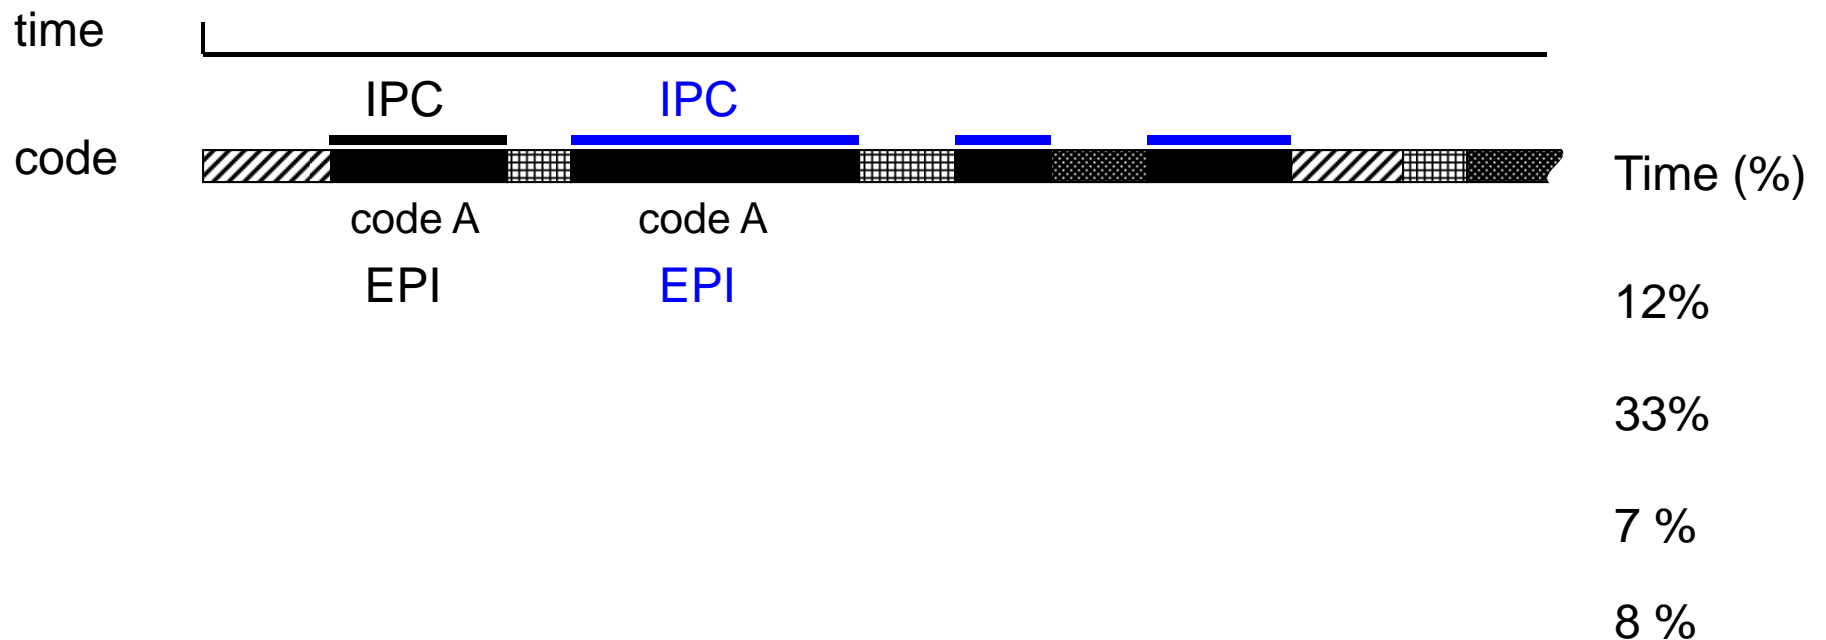 time
IPC IPC
code
Time (%)
code A code A
EPI EPI
12%
33%
7 %
8 %